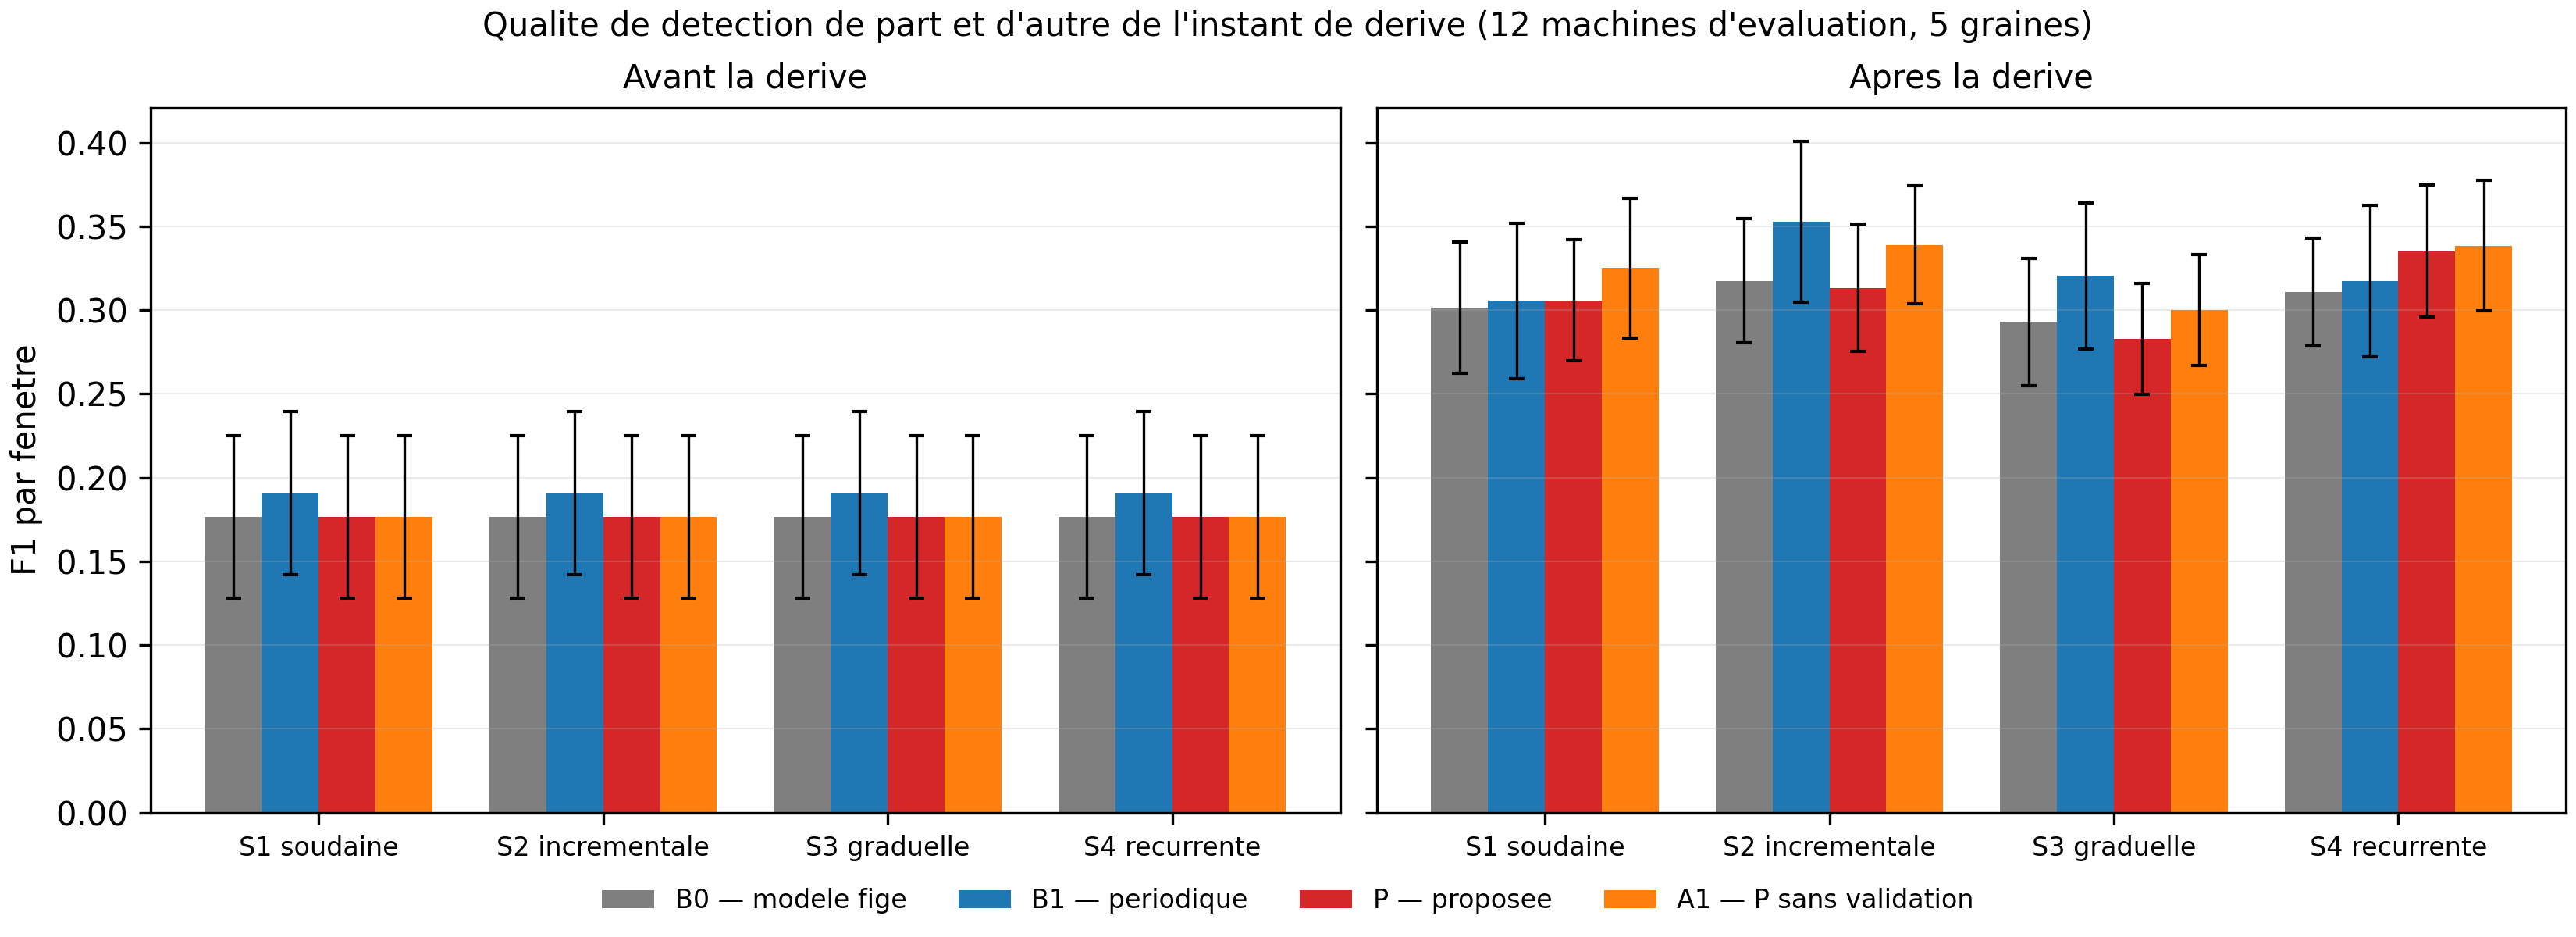 Qualite de detection de part et d'autre de l'instant de derive (12 machines d'evaluation, 5 graines)
Avant la derive
Apres la derive
F1 par fenetre
0.40
0.35
0.30
0.25
0.20
0.15
0.10
0.05
0.00
S1 soudaine
S2 incrementale
S3 graduelle
S4 recurrente
S1 soudaine
S2 incrementale
S3 graduelle
S4 recurrente
B0 — modele fige
B1 — periodique
P — proposee
A1 — P sans validation